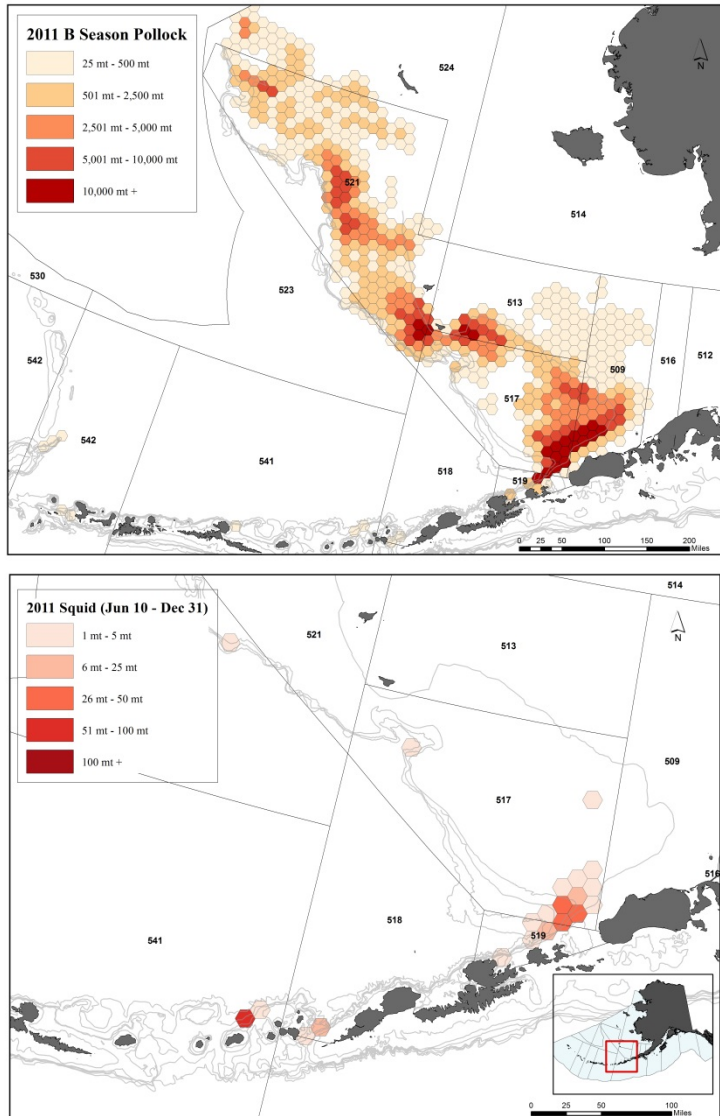 2011 B Season Pollock
25 mt - 500 mt
501 mt - 2,500 mt
2,501 mt - 5,000 mt
5,001 mt - 10,000 mt
10,000 mt +
524
N
521
514
530
523
513
542
509
516
512
517
542
541
518
519
0 50 100 150 200
Miles
2011 Squid (Jun 10 - Dec 31)
1 mt - 5 mt
6 mt - 25 mt
26 mt - 50 mt
51 mt - 100 mt
100 mt +
514
521
N
513
509
517
516
518
519
541
0 50 100
Miles